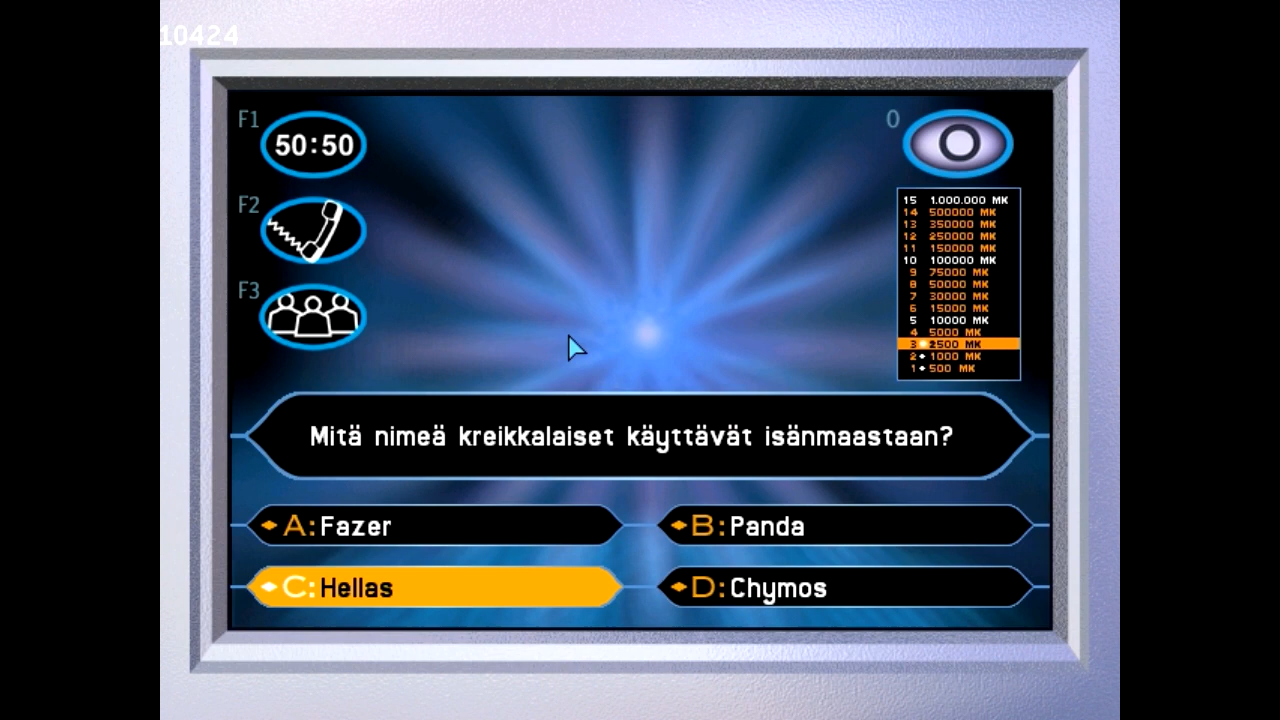 10424
F1
50:50
F2
F3
0
15 1.000.000 MK
14 500000 MK
13 350000 MK
12 250000 MK
11 150000 MK
10 100000 MK
9 75000 MK
8 50000 MK
7 30000 MK
6 15000 MK
5 10000 MK
4 5000 MK
3 2500 MK
2 1000 MK
1 500 MK
Mitä nimeä kreikkalaiset käyttävät isänmaastaan?
A: Fazer
B: Panda
C: Hellas
D: Chymos